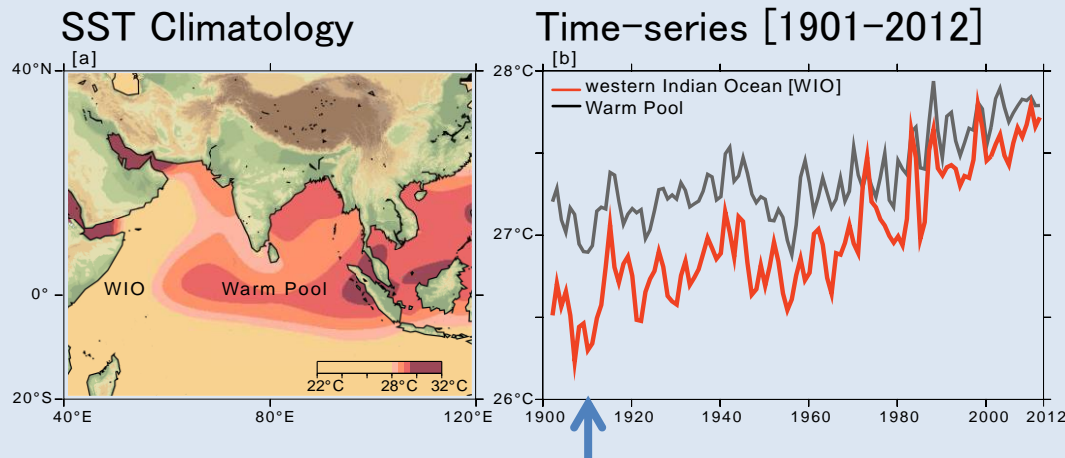 SST Climatology
Time-series [1901-2012]
[a]
[b]
40°N
28°C
western Indian Ocean [WIO]
Warm Pool
27°C
WIO
Warm Pool
0°
22°C 28°C 32°C
20°S
26°C
40°E 80°E 120°E
1900 1920 1940 1960 1980 2000 2012